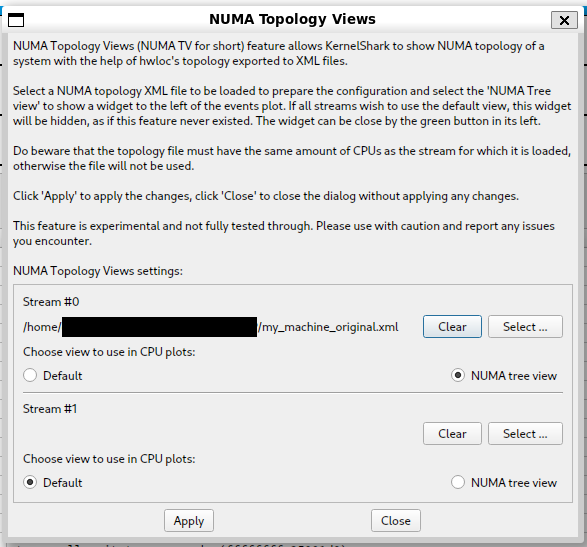 NUMA Topology Views
NUMA Topology Views (NUMA TV for short) feature allows KernelShark to show NUMA topology of a
system with the help of hwloc's topology exported to XML files.
Select a NUMA topology XML file to be loaded to prepare the configuration and select the 'NUMA Tree
view' to show a widget to the left of the events plot. If all streams wish to use the default view, this widget
will be hidden, as if this feature never existed. The widget can be close by the green button in its left.
Do beware that the topology file must have the same amount of CPUs as the stream for which it is loaded,
otherwise the file will not be used.
Click 'Apply' to apply the changes, click 'Close' to close the dialog without applying any changes.
This feature is experimental and not fully tested through. Please use with caution and report any issues
you encounter.
NUMA Topology Views settings:
Stream #0
/home/ /my_machine_original.xml Clear Select ...
Choose view to use in CPU plots:
Default NUMA tree view
Stream #1
Clear Select ...
Choose view to use in CPU plots:
Default NUMA tree view
Apply Close